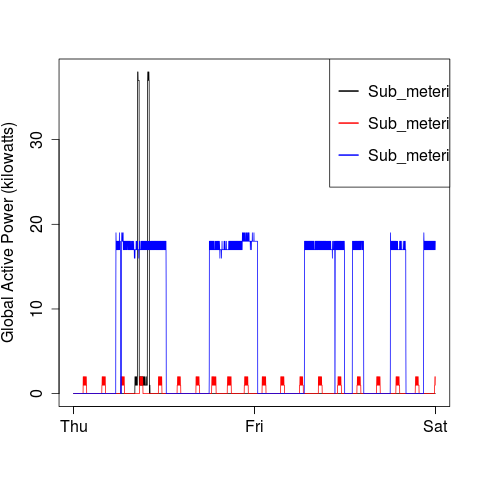 Global Active Power (kilowatts)
30
20
10
0
Thu
Fri
Sat
Sub_meteri
Sub_meteri
Sub_meteri